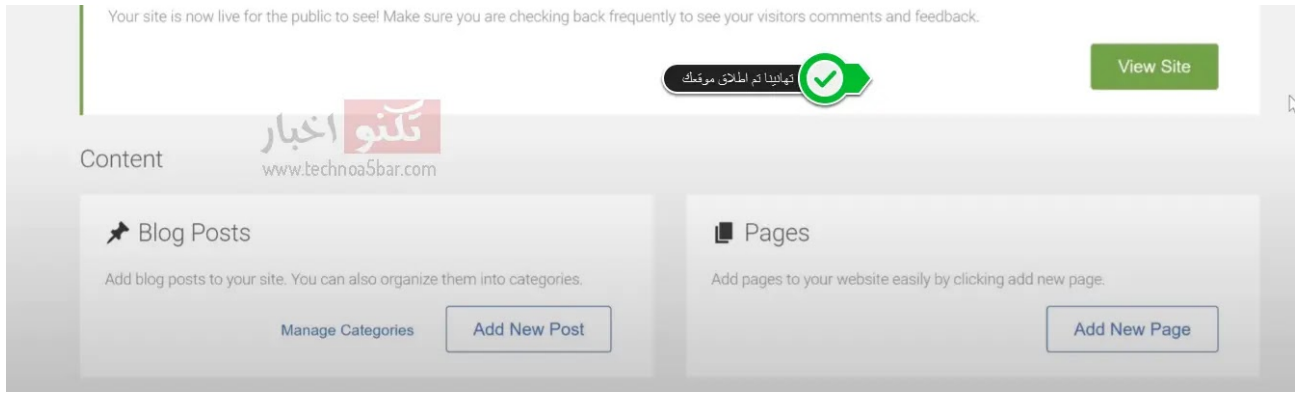 Your site is now live for the public to see! Make sure you are checking back frequently to see your visitors comments and feedback.
View Site
تهانينا تم اطلاق موقعك
تكنو اخبار
www.technoa5bar.com
Content
Blog Posts
Add blog posts to your site. You can also organize them into categories.
Manage Categories
Add New Post
Pages
Add pages to your website easily by clicking add new page.
Add New Page